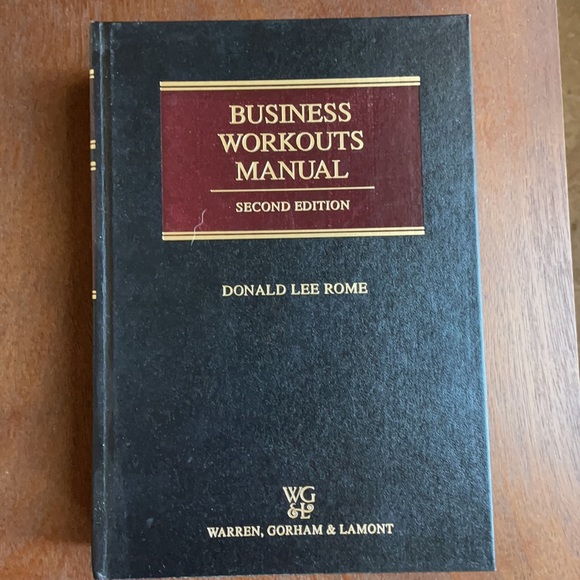 BUSINESS
WORKOUTS
MANUAL
SECOND EDITION
DONALD LEE ROME
WG
&L
WARREN, GORHAM & LAMONT